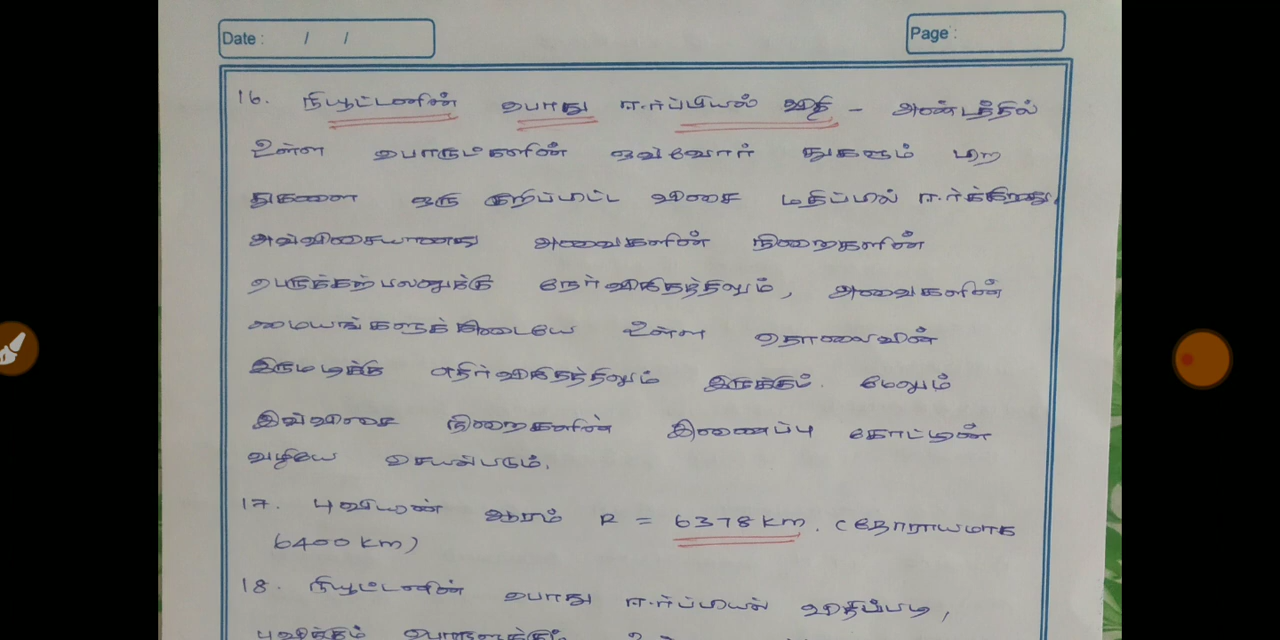 Date : / /
Page :
16. நியூட்டனின் பொது ஈர்ப்பியல் விதி - அண்டத்தில்
உள்ள பொருட்களின் ஒவ்வோர் துகளும் பிற
துகளை ஒரு குறிப்பிட்ட விசை மதிப்பில் ஈர்க்கிறது.
அவ்விசையானது அவைகளின் நிறைகளின்
பெருக்கற்பலனுக்கு நேர்விகிதத்திலும், அவைகளின்
மையங்களுக்கிடையே உள்ள தொலைவின்
இருமடிக்கு எதிர்விகிதத்திலும் இருக்கும். மேலும்
இவ்விசை நிறைகளின் இணைப்பு கோட்டின்
வழியே செயல்படும்.
17. புவியின் ஆரம் R = 6378 km. (தோராயமாக
6400 km)
18. நியூட்டனின் பொது ஈர்ப்பியல் விதிப்படி,
புவிக்கும் பொருளுக்கும்